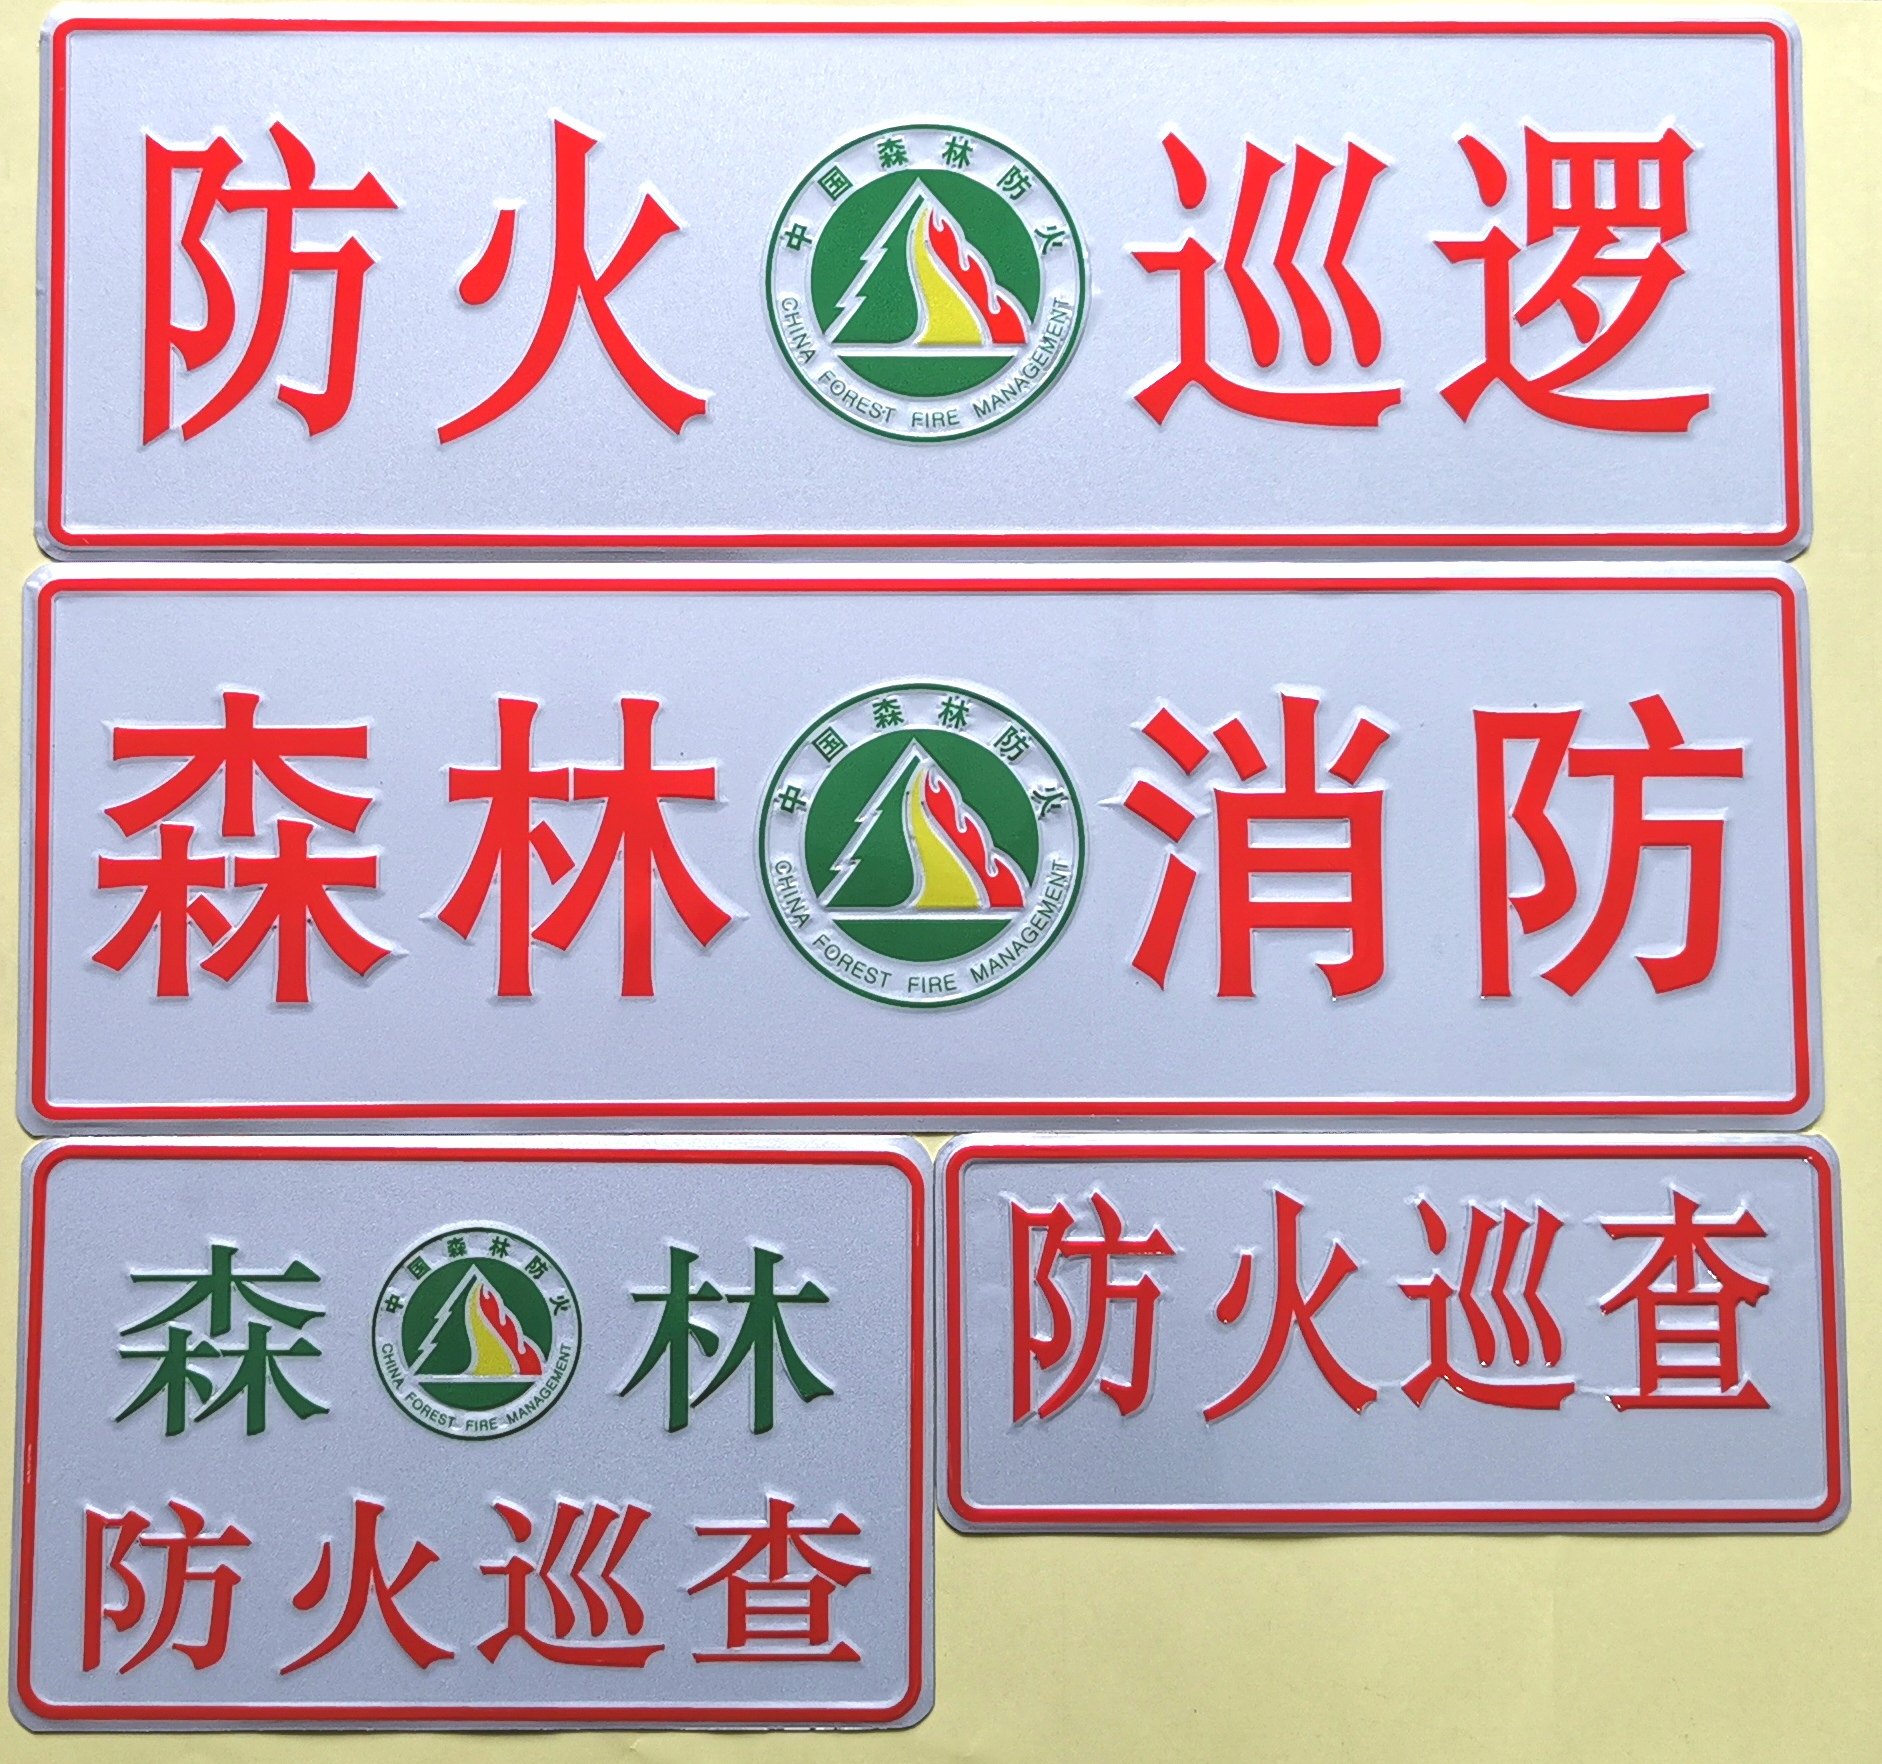 防火巡逻
中国森林防火
CHINA FOREST FIRE MANAGEMENT
森林消防
中国森林防火
CHINA FOREST FIRE MANAGEMENT
森林
中国森林防火
CHINA FOREST FIRE MANAGEMENT
防火巡查
防火巡查